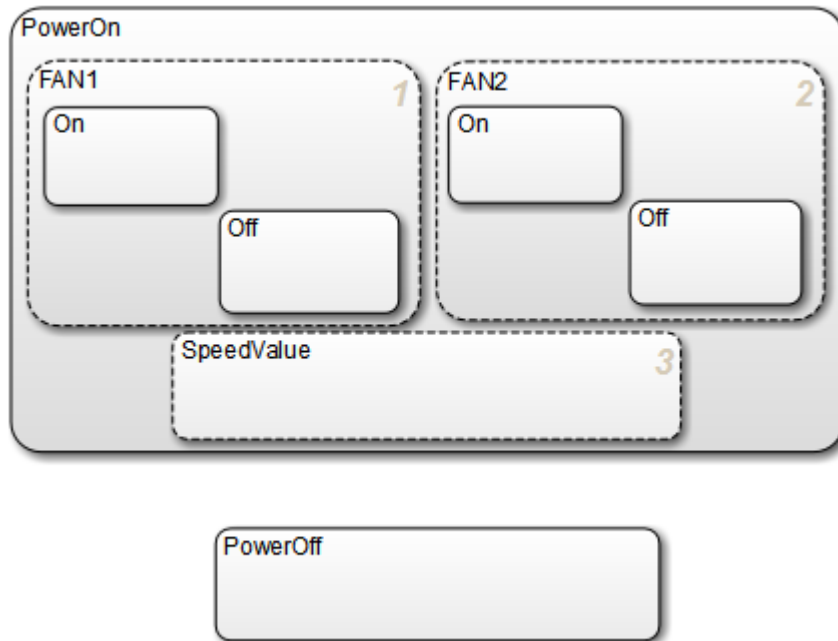 PowerOn
FAN1
1
On
Off
FAN2
2
On
Off
SpeedValue
3
PowerOff